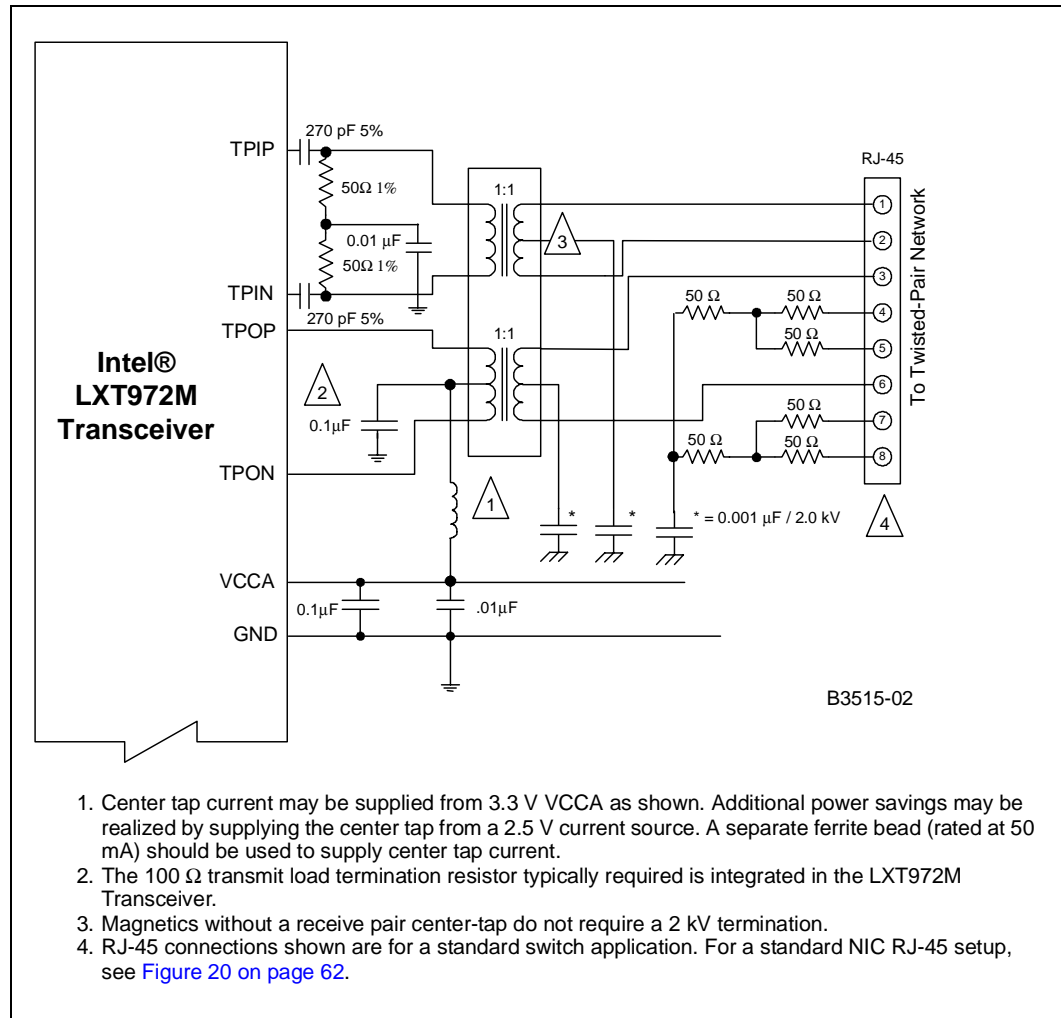 270 pF 5%
TPIP
RJ-45
50Ω 1%
1:1
1
0.01 µF
3
2
50Ω 1%
3
TPIN
50 Ω
50 Ω
4
TPOP
270 pF 5%
50 Ω
5
1:1
Intel®
LXT972M
Transceiver
2
6
0.1µF
50 Ω
7
50 Ω
50 Ω
8
To Twisted-Pair Network
TPON
1
*
*
* = 0.001 µF / 2.0 kV
4
VCCA
0.1µF
.01µF
GND
B3515-02
1. Center tap current may be supplied from 3.3 V VCCA as shown. Additional power savings may be
realized by supplying the center tap from a 2.5 V current source. A separate ferrite bead (rated at 50
mA) should be used to supply center tap current.
2. The 100 Ω transmit load termination resistor typically required is integrated in the LXT972M
Transceiver.
3. Magnetics without a receive pair center-tap do not require a 2 kV termination.
4. RJ-45 connections shown are for a standard switch application. For a standard NIC RJ-45 setup,
see Figure 20 on page 62.